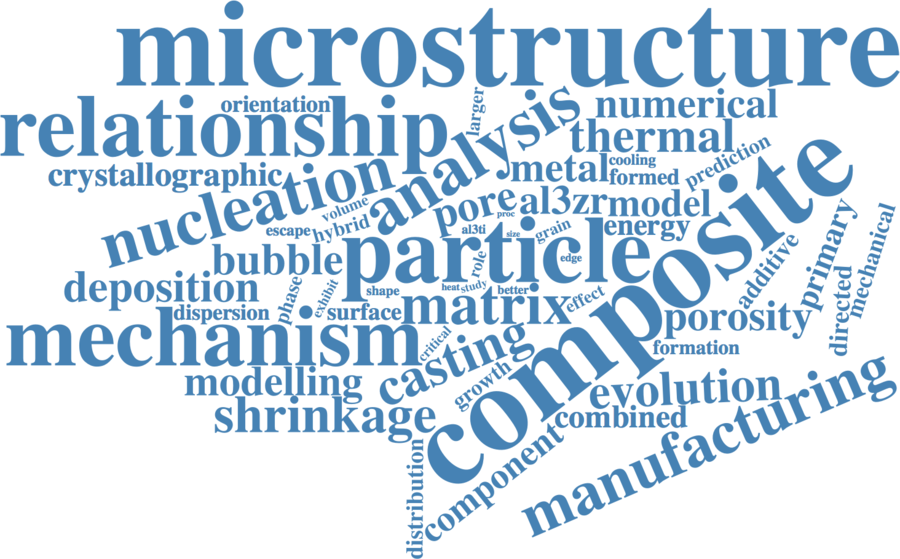 microstructure
relationship
orientation
larger
analysis
numerical
thermal
crystallographic
nucleation
metal
cooling
formed
prediction
volume
hybrid
escape
pore
proc
al3zr
model
al3ti
size
grain
energy
bubble
particle
composite
edge
role
primary
mechanical
additive
directed
deposition
phase
exhibit
shape
heat
study
better
effect
dispersion
surface
matrix
porosity
mechanism
critical
casting
formation
modelling
growth
evolution
shrinkage
combined
manufacturing
component
distribution